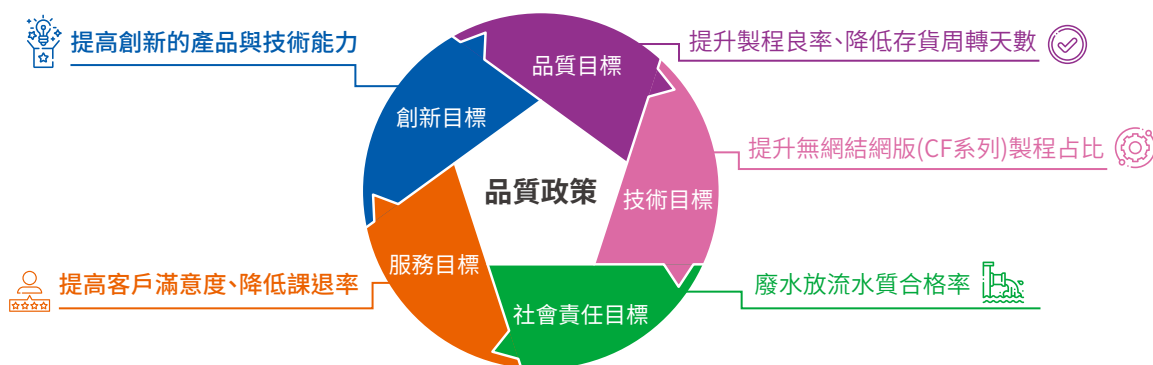 提高創新的產品與技術能力
品質目標
提升製程良率、降低存貨周轉天數
創新目標
提升無網結網版(CF系列)製程占比
品質政策
技術目標
服務目標
提高客戶滿意度、降低課退率
廢水放流水質合格率
社會責任目標